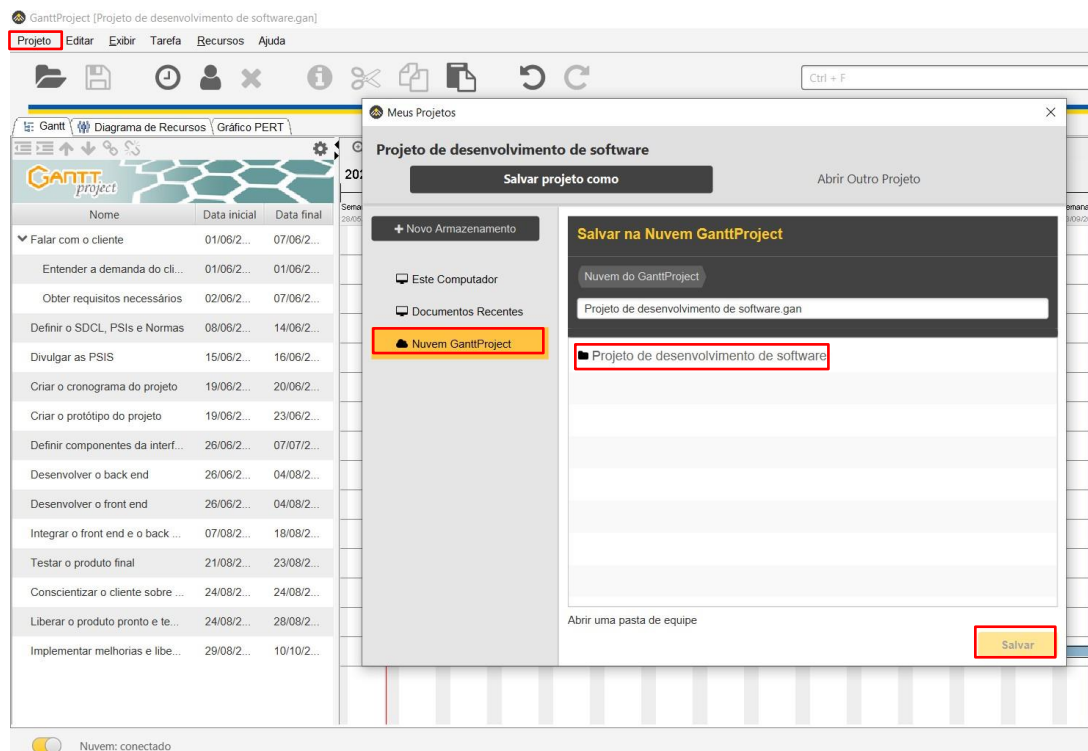 GanttProject [Projeto de desenvolvimento de software.gan]
Projeto Editar Exibir Tarefa Recursos Ajuda
Ctrl + F
Gantt Diagrama de Recursos Gráfico PERT
GANTT
project
Nome Data inicial Data final
Falar com o cliente 01/06/2... 07/06/2...
Entender a demanda do cli... 01/06/2... 01/06/2...
Obter requisitos necessários 02/06/2... 07/06/2...
Definir o SDCL, PSIs e Normas 08/06/2... 14/06/2...
Divulgar as PSIS 15/06/2... 16/06/2...
Criar o cronograma do projeto 19/06/2... 20/06/2...
Criar o protótipo do projeto 19/06/2... 23/06/2...
Definir componentes da interf... 26/06/2... 07/07/2...
Desenvolver o back end 26/06/2... 04/08/2...
Desenvolver o front end 26/06/2... 04/08/2...
Integrar o front end e o back ... 07/08/2... 18/08/2...
Testar o produto final 21/08/2... 23/08/2...
Conscientizar o cliente sobre ... 24/08/2... 24/08/2...
Liberar o produto pronto e te... 24/08/2... 28/08/2...
Implementar melhorias e libe... 29/08/2... 10/10/2...
Meus Projetos
Projeto de desenvolvimento de software
Salvar projeto como Abrir Outro Projeto
+ Novo Armazenamento
Este Computador
Documentos Recentes
Nuvem GanttProject
Salvar na Nuvem GanttProject
Nuvem do GanttProject
Projeto de desenvolvimento de software.gan
Projeto de desenvolvimento de software
Abrir uma pasta de equipe
Salvar
Nuvem: conectado